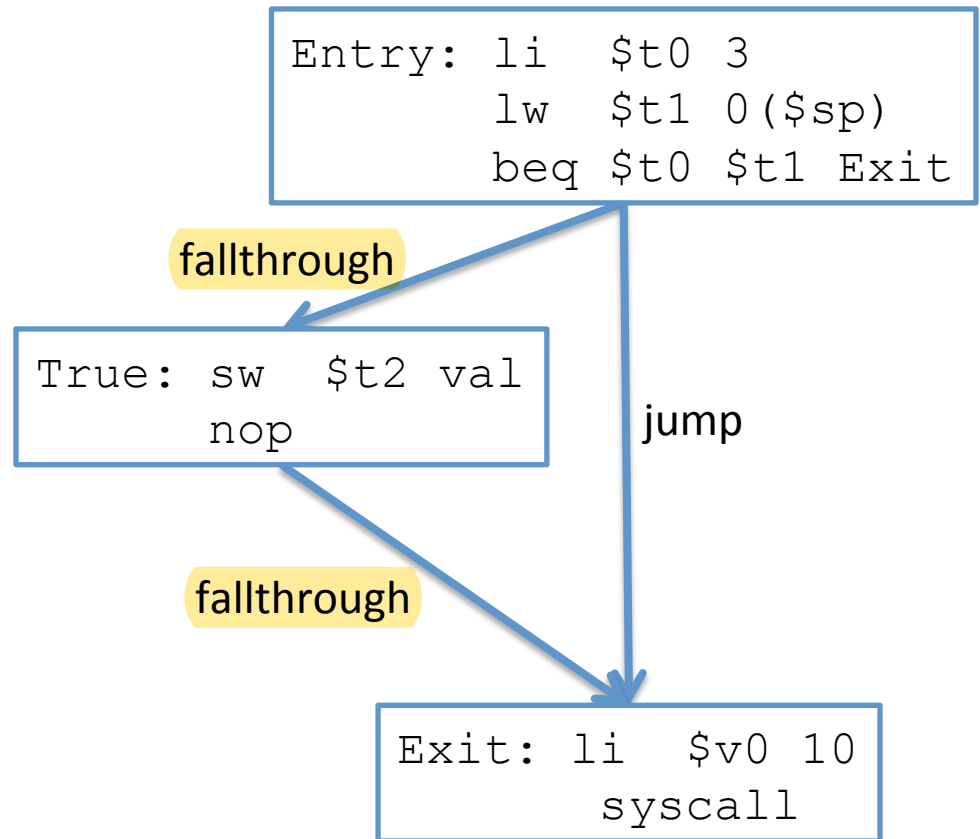 Entry: li $t0 3
lw $t1 0($sp)
beq $t0 $t1 Exit
fallthrough
True: sw $t2 val
nop
jump
fallthrough
Exit: li $v0 10
syscall